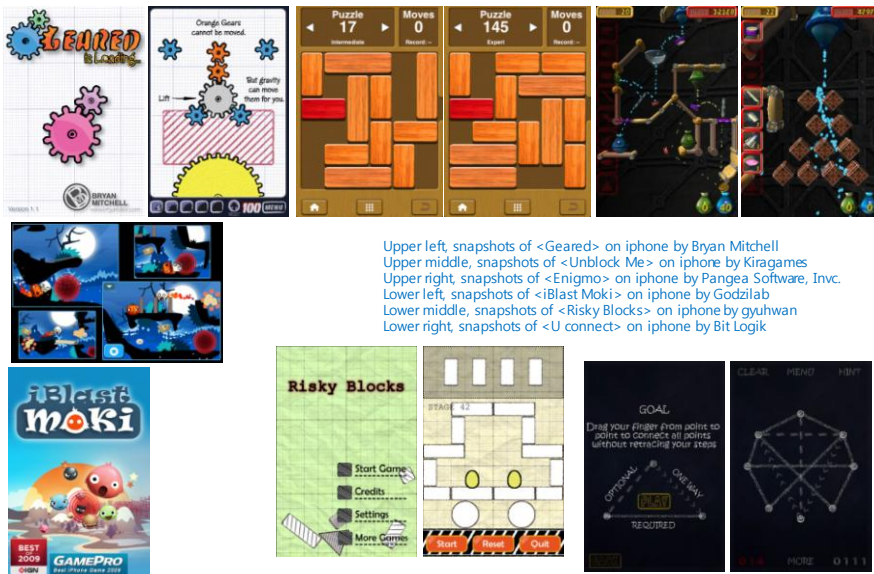 GEARED
is Loading...
BRYAN
MITCHELL
Version 1.1
Orange Gears
cannot be moved.
But gravity
can move
them for you.
Lift
100
Puzzle
17
Intermediate
Moves
0
Record: --
Puzzle
145
Expert
Moves
0
Record: --
20
22
Upper left, snapshots of <Geared> on iphone by Bryan Mitchell
Upper middle, snapshots of <Unblock Me> on iphone by Kiragames
Upper right, snapshots of <Enigmo> on iphone by Pangea Software, Invc.
Lower left, snapshots of <iBlast Moki> on iphone by Godzilab
Lower middle, snapshots of <Risky Blocks> on iphone by gyuhwan
Lower right, snapshots of <U connect> on iphone by Bit Logik
iBlast
MOKI
BEST OF
2009
IGN
GAMEPRO
Best iPhone Game 2009
Risky Blocks
Start Game
Credits
Settings
More Games
STAGE 42
Start
Reset
Quit
GOAL
Drag your finger from point to
point to connect all points
without retracing your steps
OPTIONAL
ONE WAY
PLAY
REQUIRED
CLEAR
MENU
HINT
MORE
0111